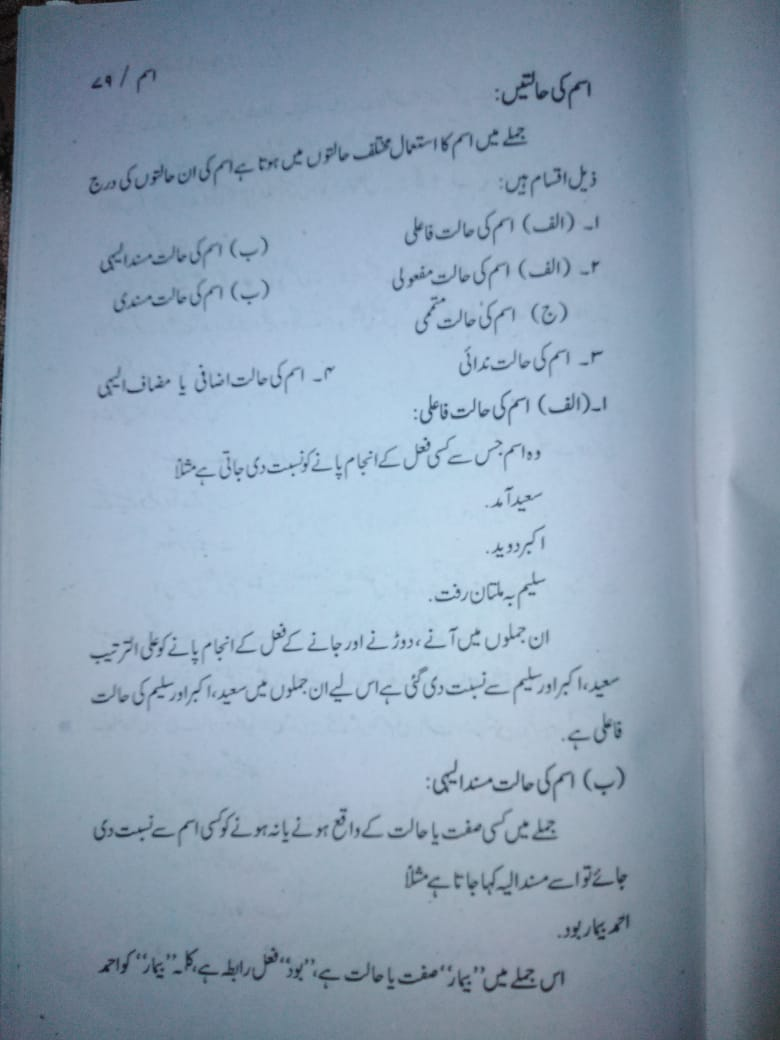 اسم / ۷۹
اسم کی حالتیں:
جملے میں اسم کا استعمال مختلف حالتوں میں ہوتا ہے اسم کی ان حالتوں کی درج
ذیل اقسام ہیں:
۱۔ (الف) اسم کی حالت فاعلی (ب) اسم کی حالت مسندالیہی
۲۔ (الف) اسم کی حالت مفعولی (ب) اسم کی حالت مسندی
(ج) اسم کی حالت متممی
۳۔ اسم کی حالت ندائی ۴۔ اسم کی حالت اضافی یا مضاف الیہی
۱۔(الف) اسم کی حالت فاعلی:
وہ اسم جس سے کسی فعل کے انجام پانے کو نسبت دی جاتی ہے مثلاً
سعید آمد.
اکبر دوید.
سلیم بہ ملتان رفت.
ان جملوں میں آنے، دوڑنے اور جانے کے فعل کے انجام پانے کو علی الترتیب
سعید، اکبر اور سلیم سے نسبت دی گئی ہے اس لیے ان جملوں میں سعید، اکبر اور سلیم کی حالت
فاعلی ہے.
(ب) اسم کی حالت مسندالیہی:
جملے میں کسی صفت یا حالت کے واقع ہونے یا نہ ہونے کو کسی اسم سے نسبت دی
جائے تو اسے مسندالیہ کہا جاتا ہے مثلاً
احمد بیمار بود.
اس جملے میں ”بیمار“ صفت یا حالت ہے، ”بود“ فعل رابطہ ہے، کلمہ ”بیمار“ کو احمد